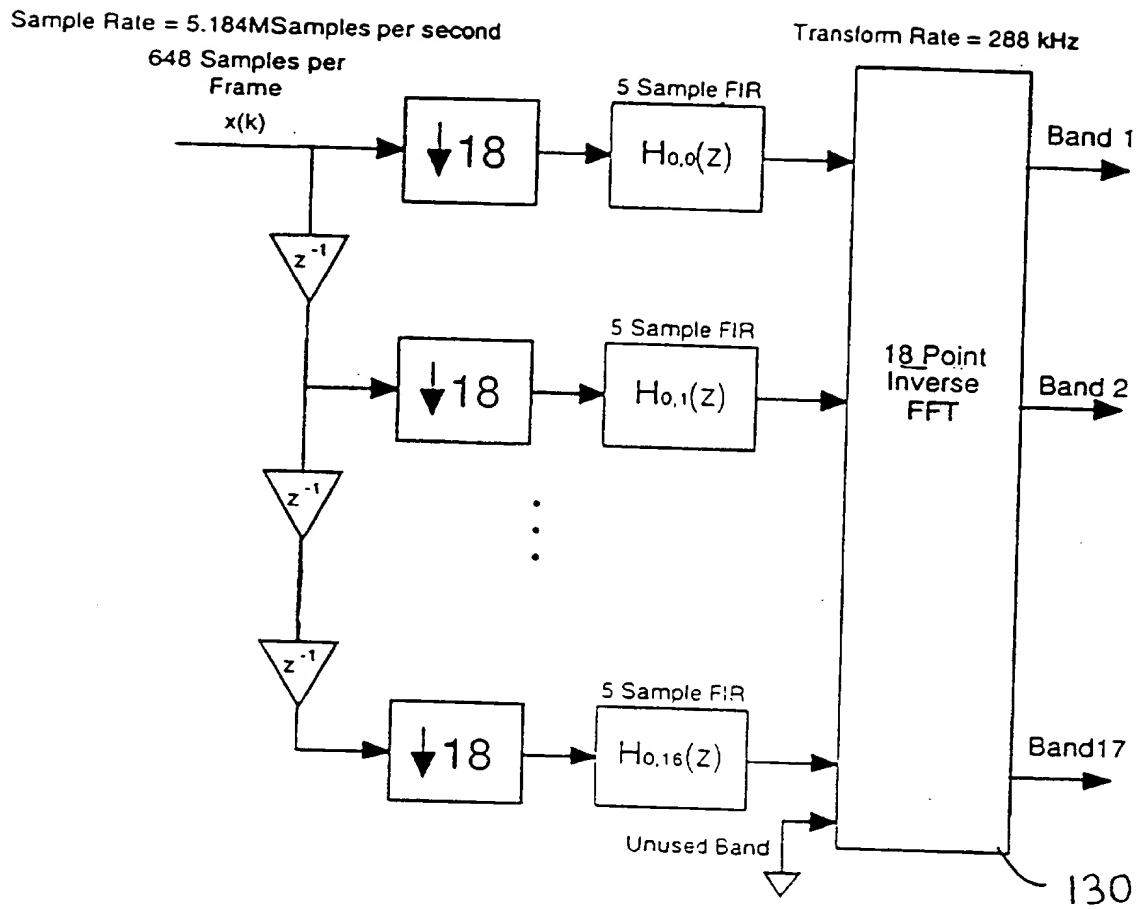 Sample Rate = 5.184MSamples per second
648 Samples per
Frame
x(k)
Transform Rate = 288 kHz
↓18
5 Sample FIR
H0,0(z)
Band 1
z⁻¹
↓18
5 Sample FIR
H0,1(z)
18 Point
Inverse
FFT
Band 2
z⁻¹
z⁻¹
↓18
5 Sample FIR
H0,16(z)
Band17
Unused Band
130